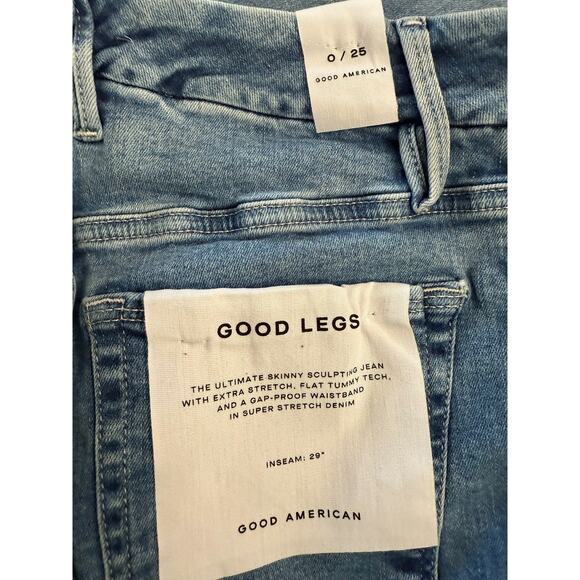 0 / 25
GOOD AMERICAN
GOOD LEGS
THE ULTIMATE SKINNY SCULPTING JEAN
WITH EXTRA STRETCH, FLAT TUMMY TECH,
AND A GAP-PROOF WAISTBAND
IN SUPER STRETCH DENIM
INSEAM: 29"
GOOD AMERICAN